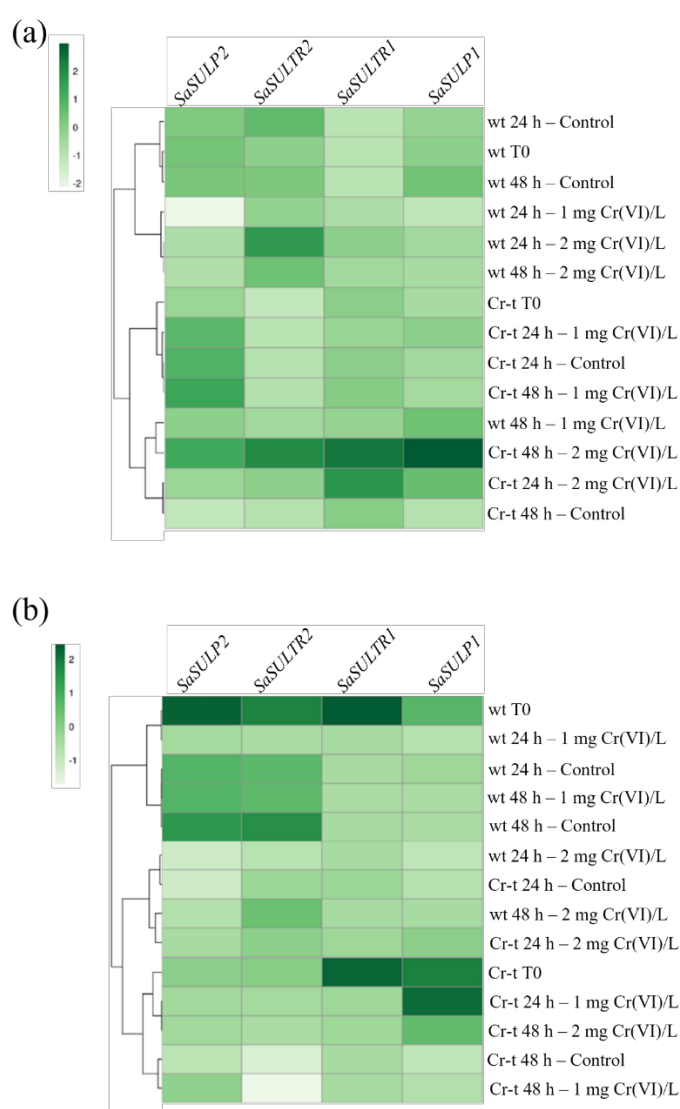 (a)
2
1
0
-1
-2
SaSULP2
SaSULTR2
SaSULTR1
SaSULP1
wt 24 h – Control
wt T0
wt 48 h – Control
wt 24 h – 1 mg Cr(VI)/L
wt 24 h – 2 mg Cr(VI)/L
wt 48 h – 2 mg Cr(VI)/L
Cr-t T0
Cr-t 24 h – 1 mg Cr(VI)/L
Cr-t 24 h – Control
Cr-t 48 h – 1 mg Cr(VI)/L
wt 48 h – 1 mg Cr(VI)/L
Cr-t 48 h – 2 mg Cr(VI)/L
Cr-t 24 h – 2 mg Cr(VI)/L
Cr-t 48 h – Control
(b)
2
1
0
-1
SaSULP2
SaSULTR2
SaSULTR1
SaSULP1
wt T0
wt 24 h – 1 mg Cr(VI)/L
wt 24 h – Control
wt 48 h – 1 mg Cr(VI)/L
wt 48 h – Control
wt 24 h – 2 mg Cr(VI)/L
Cr-t 24 h – Control
wt 48 h – 2 mg Cr(VI)/L
Cr-t 24 h – 2 mg Cr(VI)/L
Cr-t T0
Cr-t 24 h – 1 mg Cr(VI)/L
Cr-t 48 h – 2 mg Cr(VI)/L
Cr-t 48 h – Control
Cr-t 48 h – 1 mg Cr(VI)/L